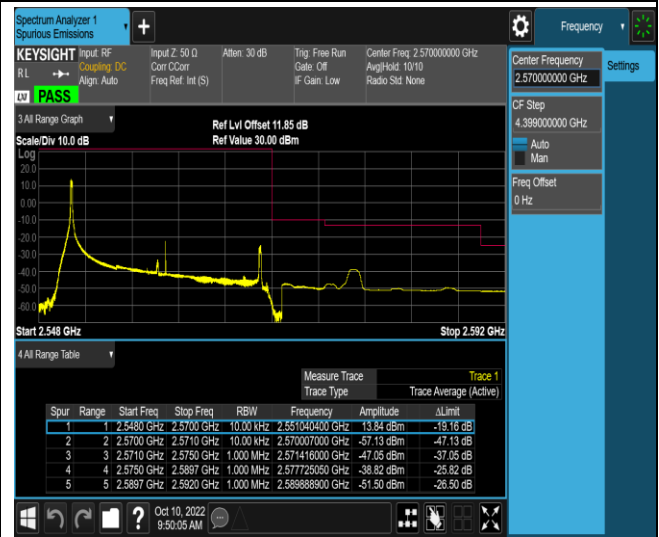 Spectrum Analyzer 1
Spurious Emissions
Frequency
KEYSIGHT Input: RF Input Z: 50 Ω Atten: 30 dB Trig: Free Run Center Freq: 2.570000000 GHz
RL Coupling: DC Corr CCorr Gate: Off Avg|Hold: 10/10
Align: Auto Freq Ref: Int (S) IF Gain: Low Radio Std: None
LXI PASS
Center Frequency
2.570000000 GHz
Settings
CF Step
4.399000000 GHz
Auto
Man
Freq Offset
0 Hz
3 All Range Graph
Ref Lvl Offset 11.85 dB
Scale/Div 10.0 dB Ref Value 30.00 dBm
Log
20.0
10.0
0.00
-10.0
-20.0
-30.0
-40.0
-50.0
-60.0
Start 2.548 GHz Stop 2.592 GHz
4 All Range Table
Measure Trace Trace 1
Trace Type Trace Average (Active)
Spur Range Start Freq Stop Freq RBW Frequency Amplitude ΔLimit
1 1 2.5480 GHz 2.5700 GHz 10.00 kHz 2.551040400 GHz 13.84 dBm -19.16 dB
2 2 2.5700 GHz 2.5710 GHz 10.00 kHz 2.570007000 GHz -57.13 dBm -47.13 dB
3 3 2.5710 GHz 2.5750 GHz 1.000 MHz 2.571416000 GHz -47.05 dBm -37.05 dB
4 4 2.5750 GHz 2.5897 GHz 1.000 MHz 2.577725050 GHz -38.82 dBm -25.82 dB
5 5 2.5897 GHz 2.5920 GHz 1.000 MHz 2.589888900 GHz -51.50 dBm -26.50 dB
? Oct 10, 2022
9:50:05 AM